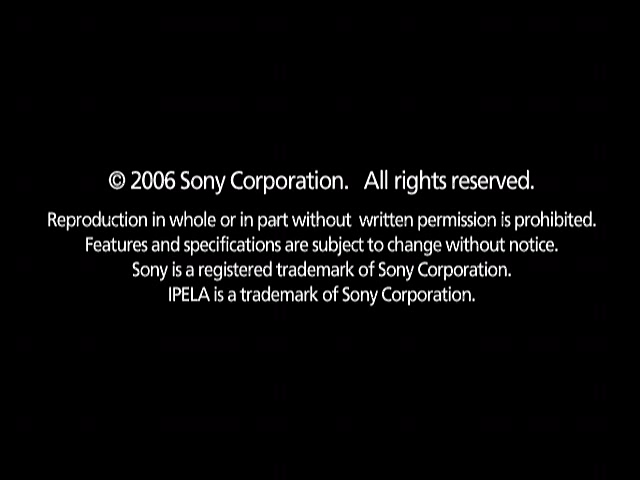 © 2006 Sony Corporation. All rights reserved.
Reproduction in whole or in part without written permission is prohibited.
Features and specifications are subject to change without notice.
Sony is a registered trademark of Sony Corporation.
IPELA is a trademark of Sony Corporation.